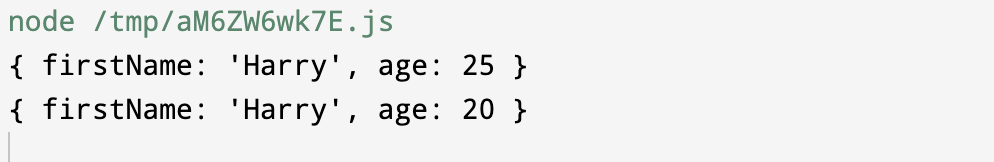 node /tmp/aM6ZW6wk7E.js
{ firstName: 'Harry', age: 25 }
{ firstName: 'Harry', age: 20 }